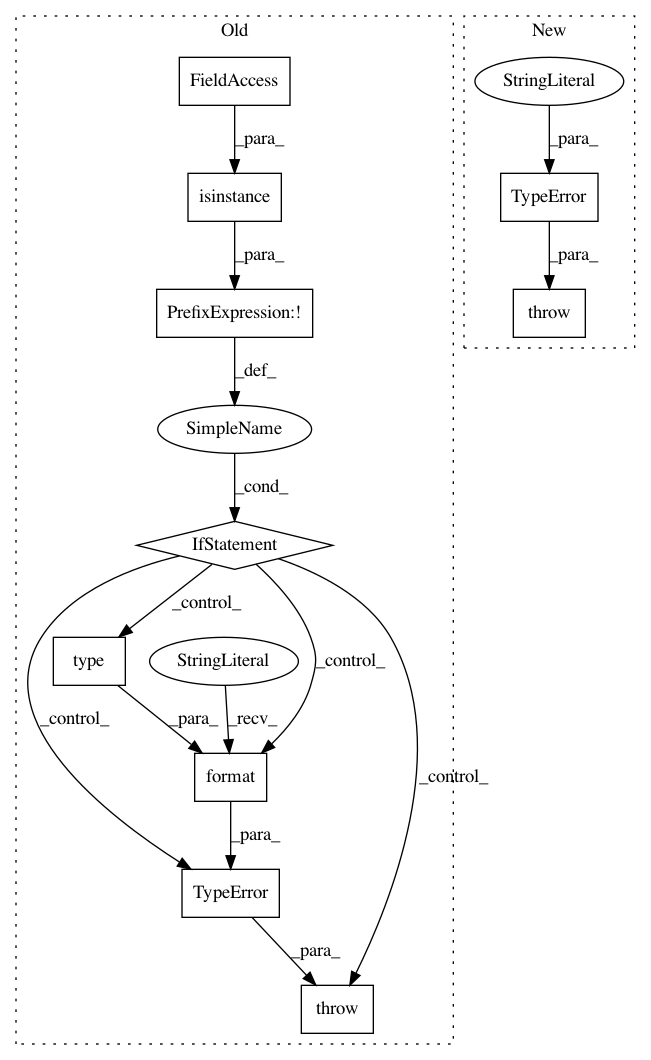 Old
New
FieldAccess
StringLiteral
_para_
_para_
isinstance
TypeError
_para_
_para_
PrefixExpression:!
throw
_def_
SimpleName
_cond_
IfStatement
_control_
type
StringLiteral
_control_
_control_
_para_
_recv_
_control_
format
_para_
TypeError
_para_
throw